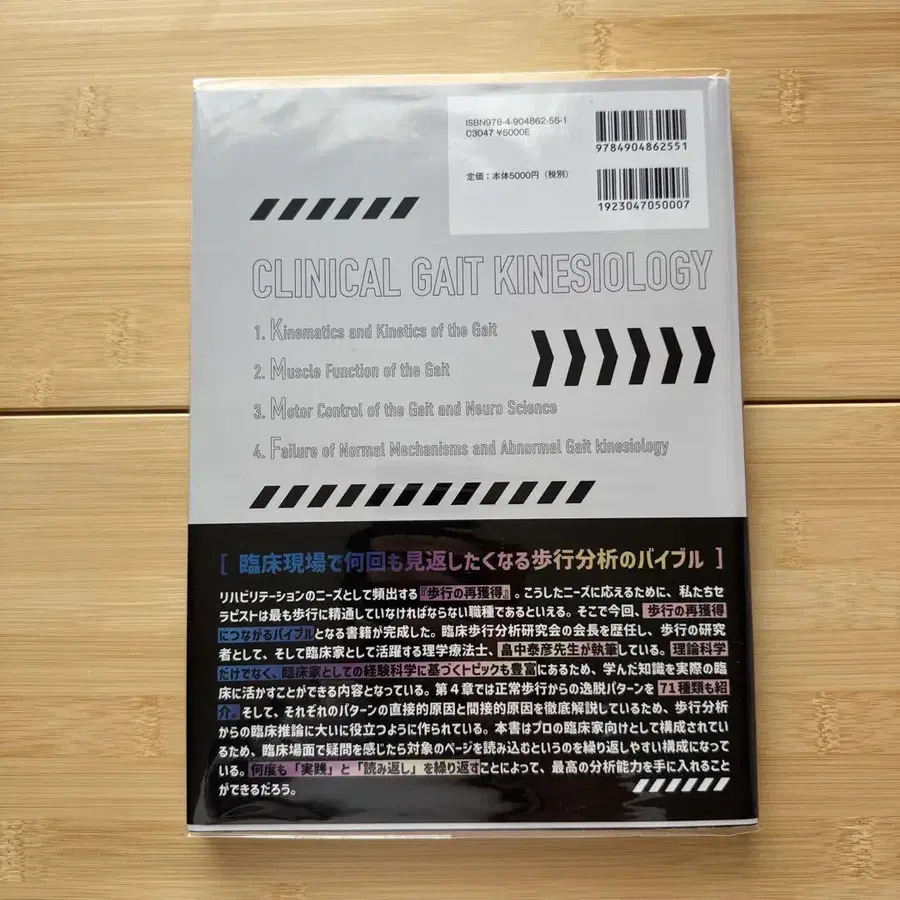 ISBN978-4-904862-55-1
C3047 ¥5000E
9784904862551
定価：本体5000円（税別）
1923047050007
CLINICAL GAIT KINESIOLOGY
1. Kinematics and Kinetics of the Gait
2. Muscle Function of the Gait
3. Motor Control of the Gait and Neuro Science
4. Failure of Normal Mechanisms and Abnormal Gait kinesiology
[ 臨床現場で何回も見返したくなる歩行分析のバイブル ]
リハビリテーションのニーズとして頻出する『歩行の再獲得』。こうしたニーズに応えるために、私たちセ
ラピストは最も歩行に精通していなければならない職種であるといえる。そこで今回、歩行の再獲得
につながるバイブルとなる書籍が完成した。臨床歩行分析研究会の会長を歴任し、歩行の研究
者として、そして臨床家として活躍する理学療法士、畠中泰彦先生が執筆している。理論科学
だけでなく、臨床家としての経験科学に基づくトピックも豊富にあるため、学んだ知識を実際の臨
床に活かすことができる内容となっている。第４章では正常歩行からの逸脱パターンを71種類も紹
介。そして、それぞれのパターンの直接的原因と間接的原因を徹底解説しているため、歩行分析
からの臨床推論に大いに役立つように作られている。本書はプロの臨床家向けとして構成されてい
るため、臨床場面で疑問を感じたら対象のページを読み込むというのを繰り返しやすい構成になって
いる。何度も「実践」と「読み返し」を繰り返すことによって、最高の分析能力を手に入れること
ができるだろう。